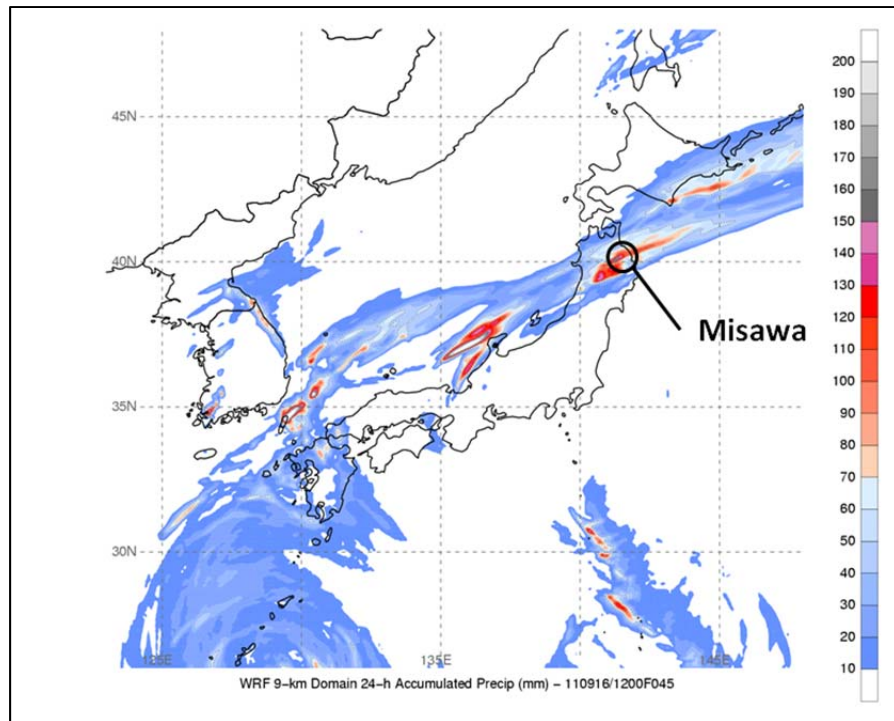 200
190
180
170
160
150
140
130
120
110
100
90
80
70
60
50
40
30
20
10
45N
40N
35N
30N
125E
135E
145E
Misawa
WRF 9-km Domain 24-h Accumulated Precip (mm) – 110916/1200F045